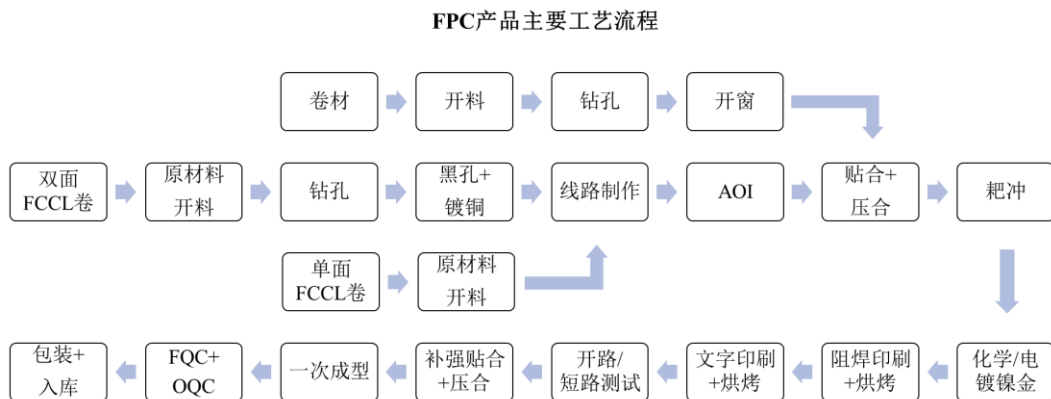 FPC产品主要工艺流程
卷材
开料
钻孔
开窗
双面
FCCL卷
原材料
开料
钻孔
黑孔+
镀铜
线路制作
AOI
贴合+
压合
耙冲
单面
FCCL卷
原材料
开料
包装+
入库
FQC+
OQC
一次成型
补强贴合
+压合
开路/
短路测试
文字印刷
+烘烤
阻焊印刷
+烘烤
化学/电
镀镍金